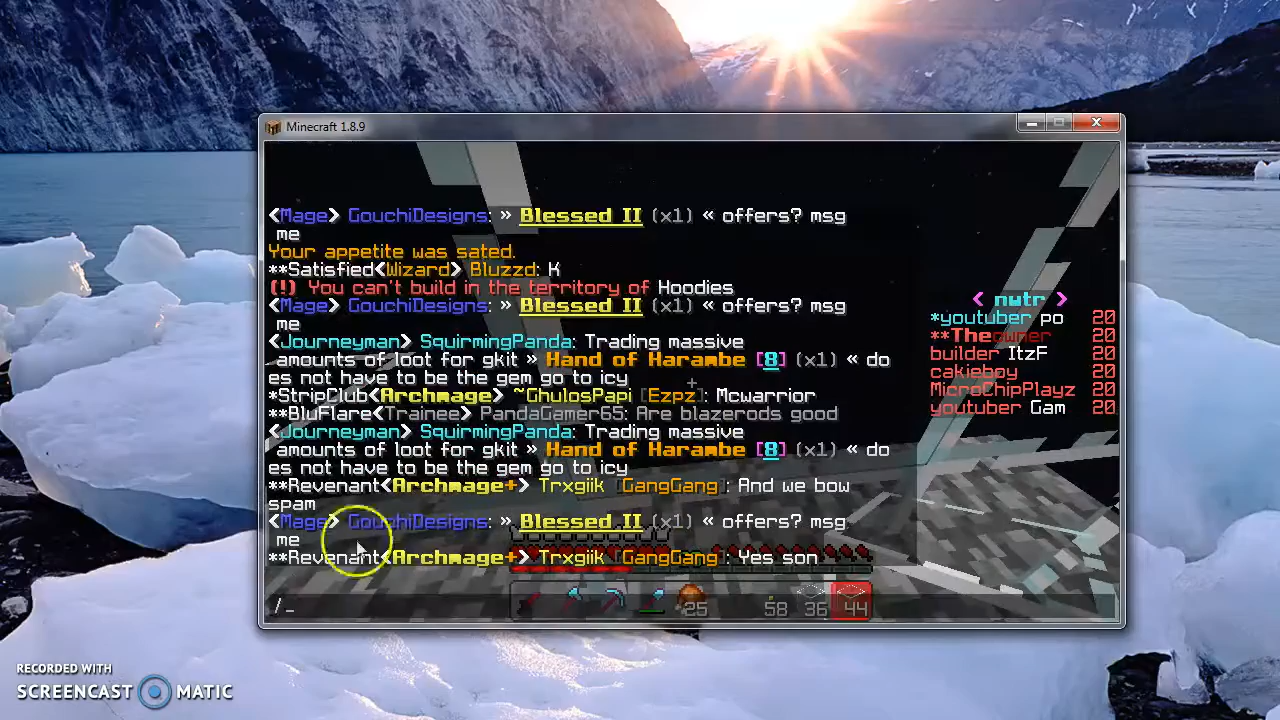 Minecraft 1.8.9
<Mage> GouchiDesigns: » Blessed II (x1) « offers? msg
me
Your appetite was sated.
**Satisfied<Wizard> Bluzzd: K
(!) You can't build in the territory of Hoodies
<Mage> GouchiDesigns: » Blessed II (x1) « offers? msg
me
<Journeyman> SquirmingPanda: Trading massive
amounts of loot for gkit » Hand of Harambe [8] (x1) « do
es not have to be the gem go to icy
*StripClub<Archmage> ~GhulosPapi [Ezpz]: Mcwarrior
**BluFlare<Trainee> PandaGamer65: Are blazerods good
<Journeyman> SquirmingPanda: Trading massive
amounts of loot for gkit » Hand of Harambe [8] (x1) « do
es not have to be the gem go to icy
**Revenant<Archmage+> Trxgiik [GangGang]: And we bow
spam
<Mage> GouchiDesigns: » Blessed II (x1) « offers? msg
me
**Revenant<Archmage+> Trxgiik [GangGang]: Yes son
/_
25 58 36 44
< nwtr >
*youtuber po 20
**Theowner 20
builder ItzF 20
cakieboy 20
MicroChipPlayz 20
youtuber Gam 20
RECORDED WITH
SCREENCAST MATIC